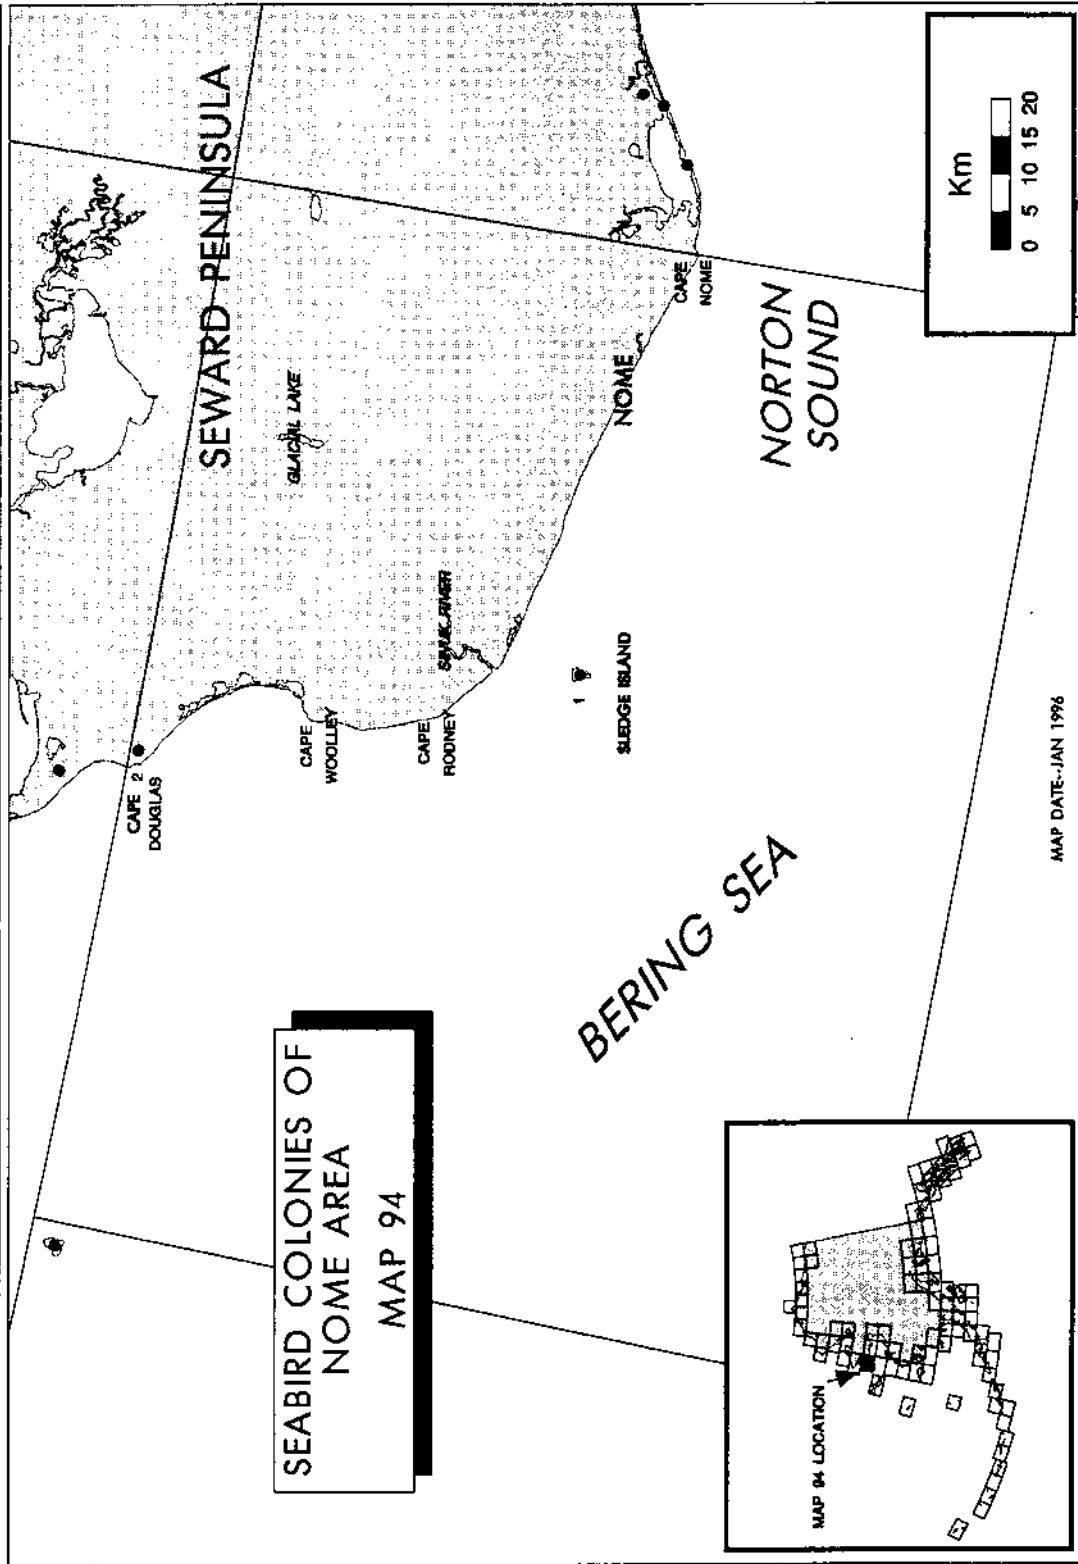 SEABIRD COLONIES OF
NOME AREA
MAP 94
SEWARD PENINSULA
GLACIAL LAKE
CAPE 2
DOUGLAS
CAPE
WOOLLEY
CAPE
RODNEY
SINUK RIVER
1
SLEDGE ISLAND
NOME
CAPE
NOME
NORTON
SOUND
BERING SEA
Km
0 5 10 15 20
MAP 94 LOCATION
MAP DATE--JAN 1996